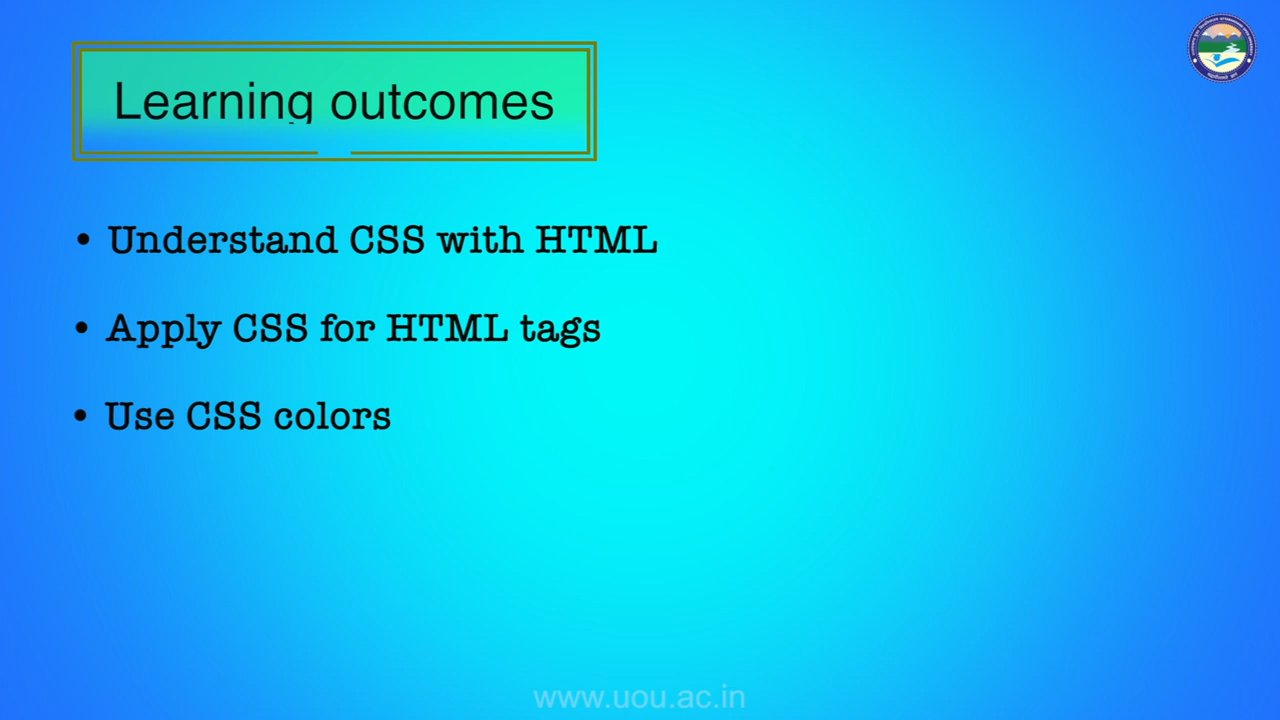 Learning outcomes
• Understand CSS with HTML
• Apply CSS for HTML tags
• Use CSS colors
www.uou.ac.in